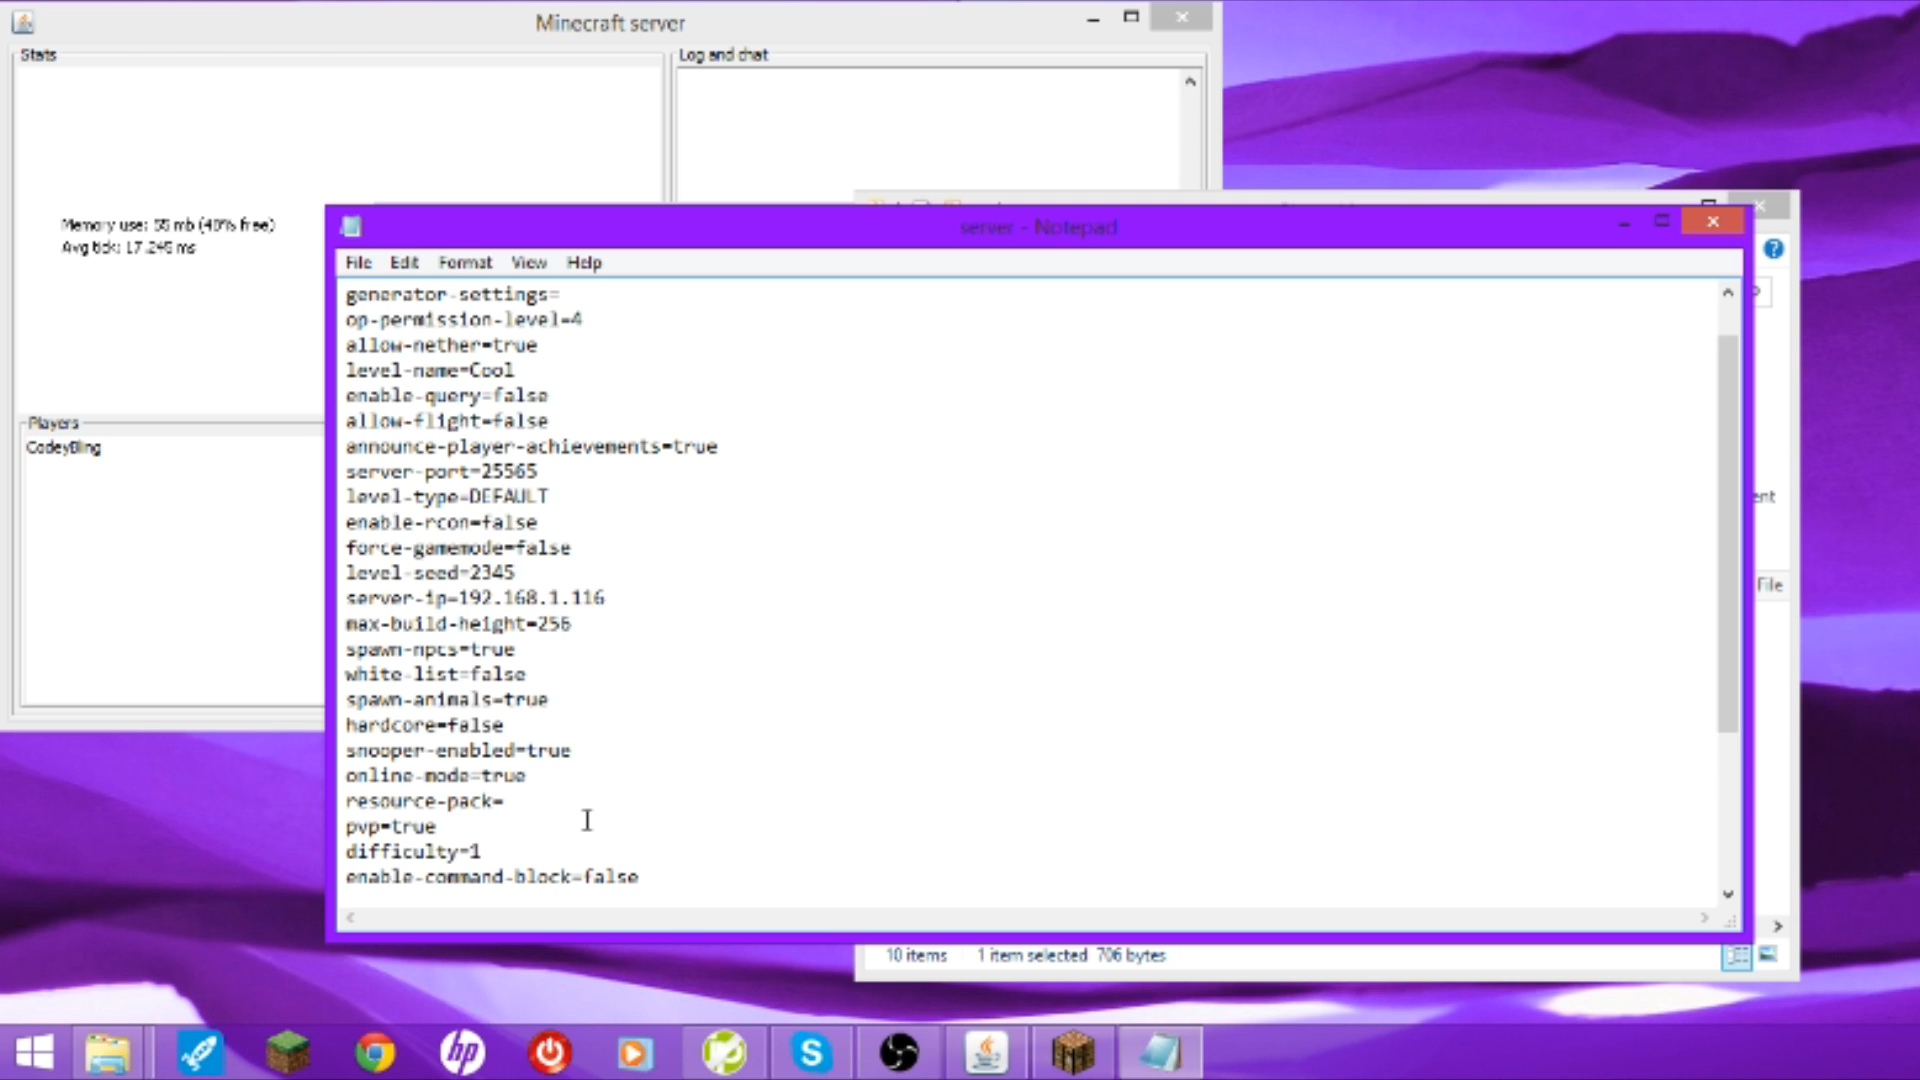 Minecraft server
Stats
Log and chat
Memory use: 55 mb (48% free)
Avg tick: 17.245 ms
Players
CodeyBling
server - Notepad
File Edit Format View Help
generator-settings=
op-permission-level=4
allow-nether=true
level-name=Cool
enable-query=false
allow-flight=false
announce-player-achievements=true
server-port=25565
level-type=DEFAULT
enable-rcon=false
force-gamemode=false
level-seed=2345
server-ip=192.168.1.116
max-build-height=256
spawn-npcs=true
white-list=false
spawn-animals=true
hardcore=false
snooper-enabled=true
online-mode=true
resource-pack=
pvp=true
difficulty=1
enable-command-block=false
ent
File
10 items 1 item selected 706 bytes
hp
S